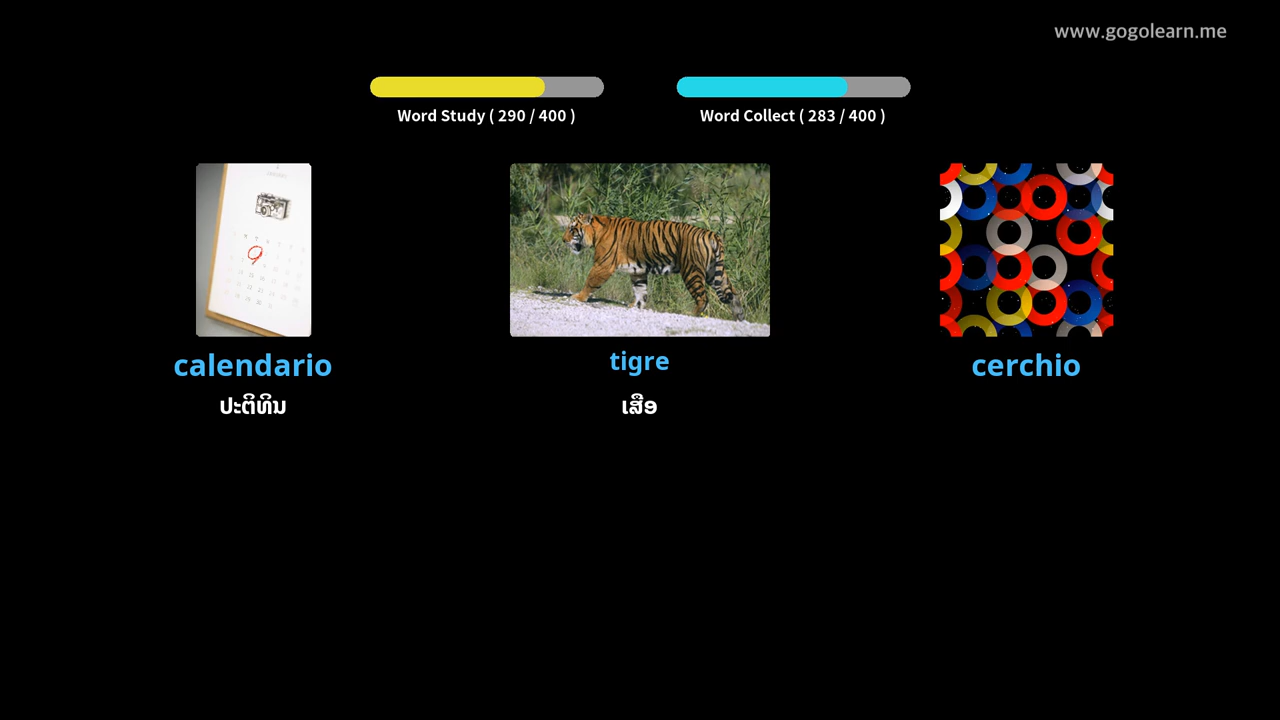 www.gogolearn.me
Word Study ( 290 / 400 )
Word Collect ( 283 / 400 )
calendario
tigre
cerchio
ປະຕິທິນ
ເສືອ